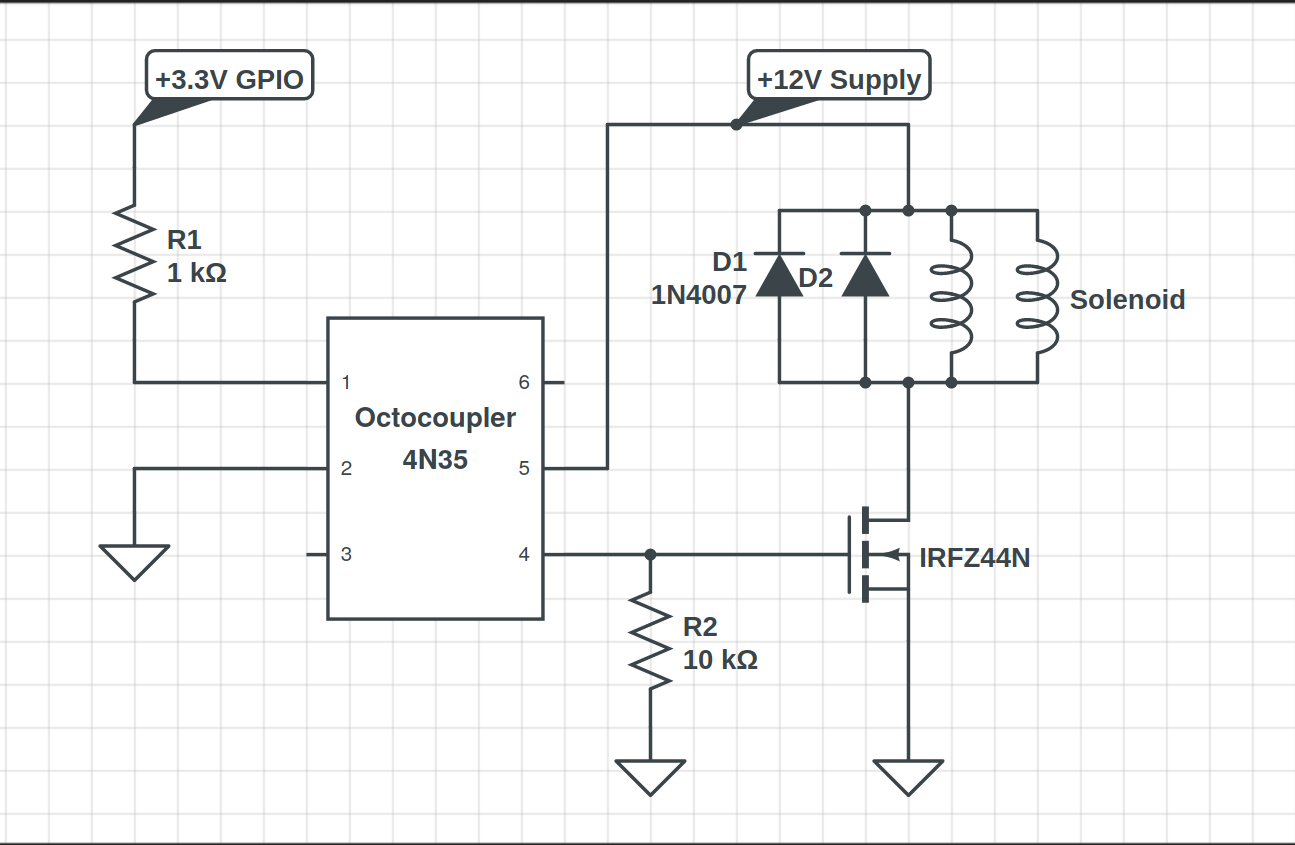 +3.3V GPIO
+12V Supply
R1
1 kΩ
D1
1N4007
D2
Solenoid
1
6
Octocoupler
4N35
2
5
3
4
IRFZ44N
R2
10 kΩ